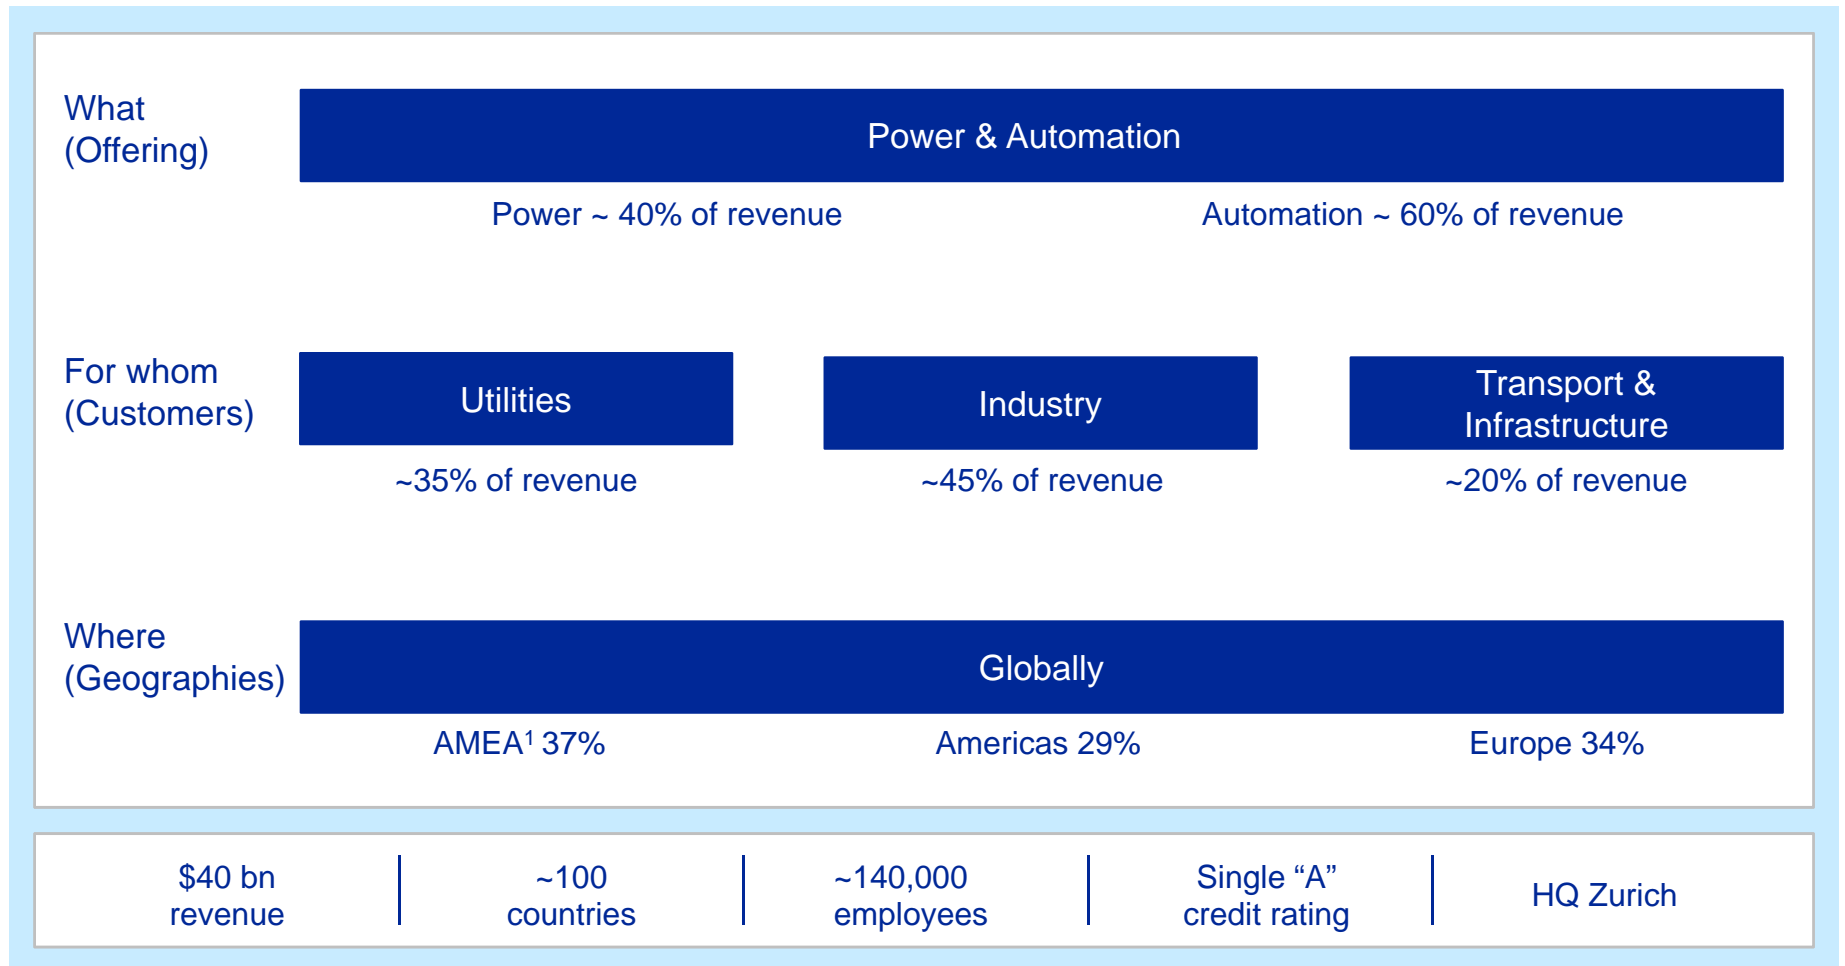 What
(Offering)
Power & Automation
Power ~ 40% of revenue
Automation ~ 60% of revenue
For whom
(Customers)
Utilities
Industry
Transport &
Infrastructure
~35% of revenue
~45% of revenue
~20% of revenue
Where
(Geographies)
Globally
AMEA¹ 37%
Americas 29%
Europe 34%
$40 bn
revenue
~100
countries
~140,000
employees
Single “A”
credit rating
HQ Zurich